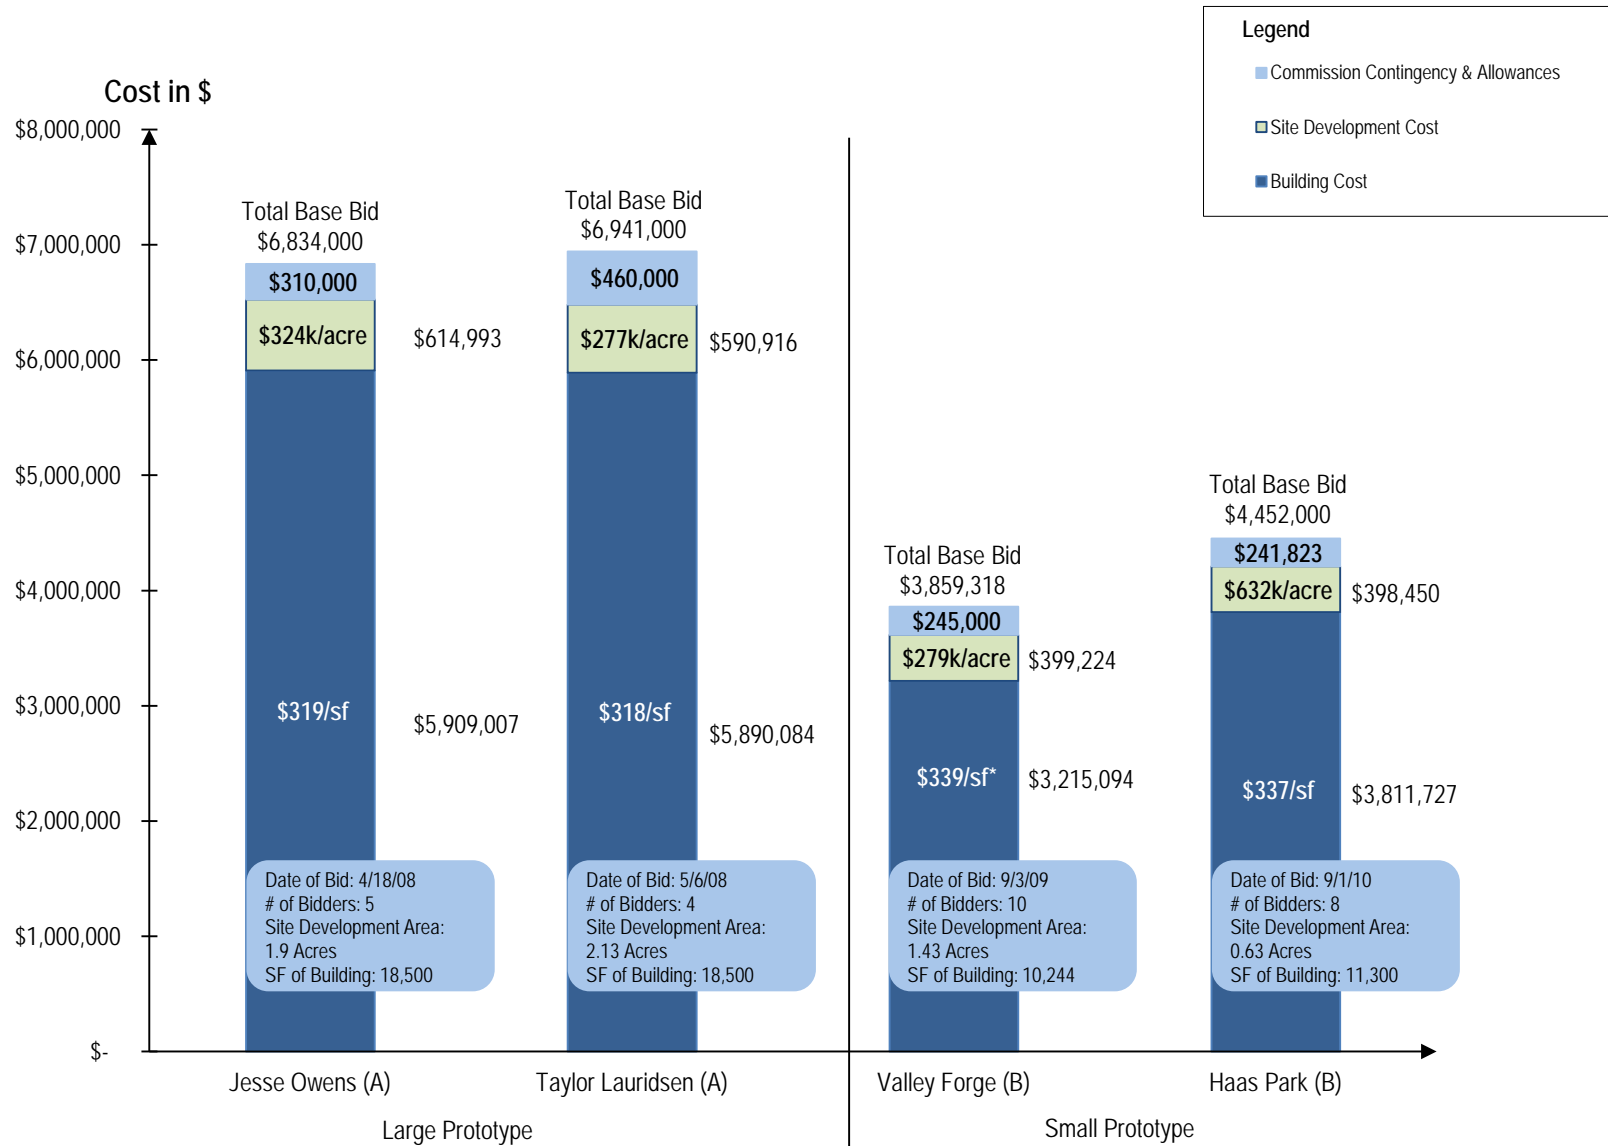 Legend
Commission Contingency & Allowances
Site Development Cost
Building Cost
Cost in $
$8,000,000
$7,000,000
$6,000,000
$5,000,000
$4,000,000
$3,000,000
$2,000,000
$1,000,000
$-
Total Base Bid
$6,834,000
$310,000
$324k/acre
$614,993
$319/sf
$5,909,007
Date of Bid: 4/18/08
# of Bidders: 5
Site Development Area:
1.9 Acres
SF of Building: 18,500
Total Base Bid
$6,941,000
$460,000
$277k/acre
$590,916
$318/sf
$5,890,084
Date of Bid: 5/6/08
# of Bidders: 4
Site Development Area:
2.13 Acres
SF of Building: 18,500
Total Base Bid
$3,859,318
$245,000
$279k/acre
$399,224
$339/sf*
$3,215,094
Date of Bid: 9/3/09
# of Bidders: 10
Site Development Area:
1.43 Acres
SF of Building: 10,244
Total Base Bid
$4,452,000
$241,823
$632k/acre
$398,450
$337/sf
$3,811,727
Date of Bid: 9/1/10
# of Bidders: 8
Site Development Area:
0.63 Acres
SF of Building: 11,300
Jesse Owens (A)
Taylor Lauridsen (A)
Valley Forge (B)
Haas Park (B)
Large Prototype
Small Prototype